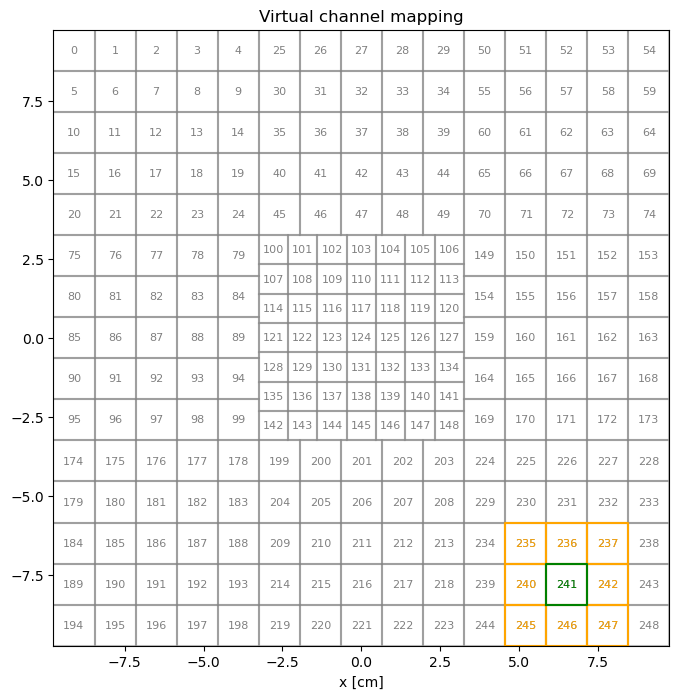 Virtual channel mapping
0 1 2 3 4 25 26 27 28 29 50 51 52 53 54
7.5 5 6 7 8 9 30 31 32 33 34 55 56 57 58 59
10 11 12 13 14 35 36 37 38 39 60 61 62 63 64
5.0 15 16 17 18 19 40 41 42 43 44 65 66 67 68 69
20 21 22 23 24 45 46 47 48 49 70 71 72 73 74
2.5 75 76 77 78 79 100 101 102 103 104 105 106 149 150 151 152 153
107 108 109 110 111 112 113
80 81 82 83 84 114 115 116 117 118 119 120 154 155 156 157 158
0.0 85 86 87 88 89 121 122 123 124 125 126 127 159 160 161 162 163
128 129 130 131 132 133 134
90 91 92 93 94 135 136 137 138 139 140 141 164 165 166 167 168
−2.5 95 96 97 98 99 142 143 144 145 146 147 148 169 170 171 172 173
174 175 176 177 178 199 200 201 202 203 224 225 226 227 228
−5.0 179 180 181 182 183 204 205 206 207 208 229 230 231 232 233
184 185 186 187 188 209 210 211 212 213 234 235 236 237 238
−7.5 189 190 191 192 193 214 215 216 217 218 239 240 241 242 243
194 195 196 197 198 219 220 221 222 223 244 245 246 247 248
−7.5 −5.0 −2.5 0.0 2.5 5.0 7.5
x [cm]